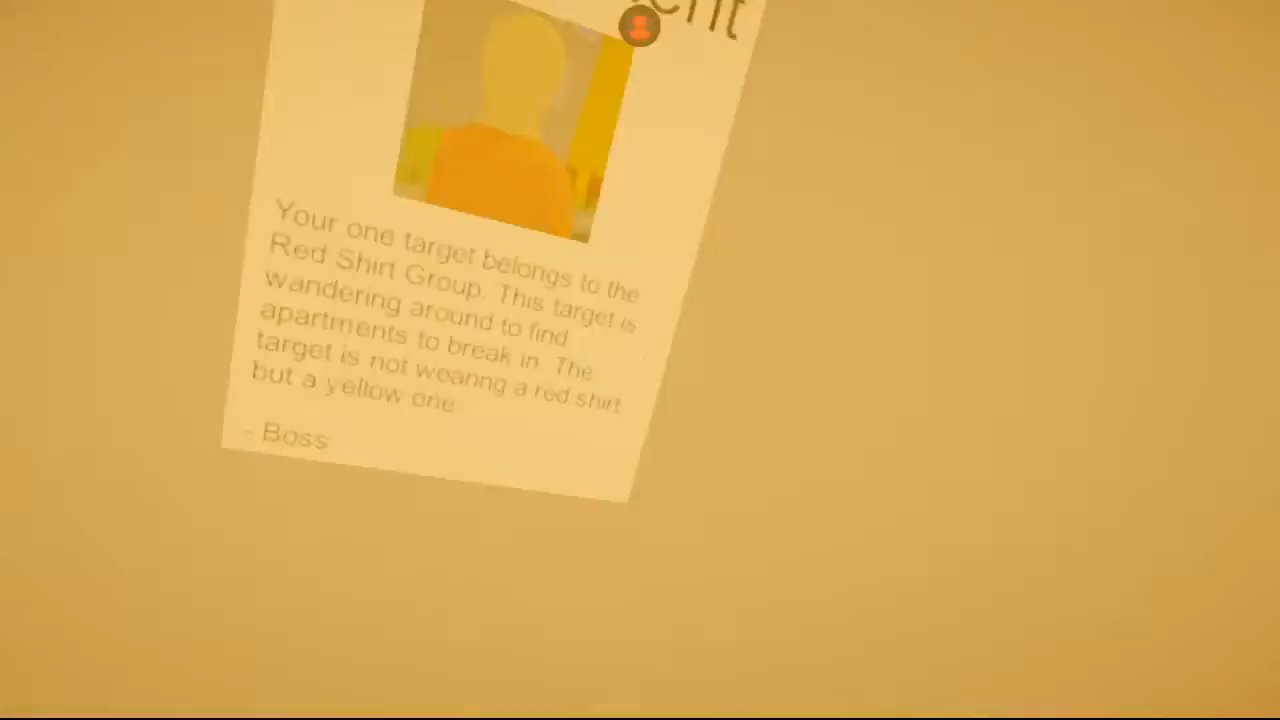 ent
Your one target belongs to the
Red Shirt Group. This target is
wandering around to find
apartments to break in. The
target is not wearing a red shirt
but a yellow one.
- Boss